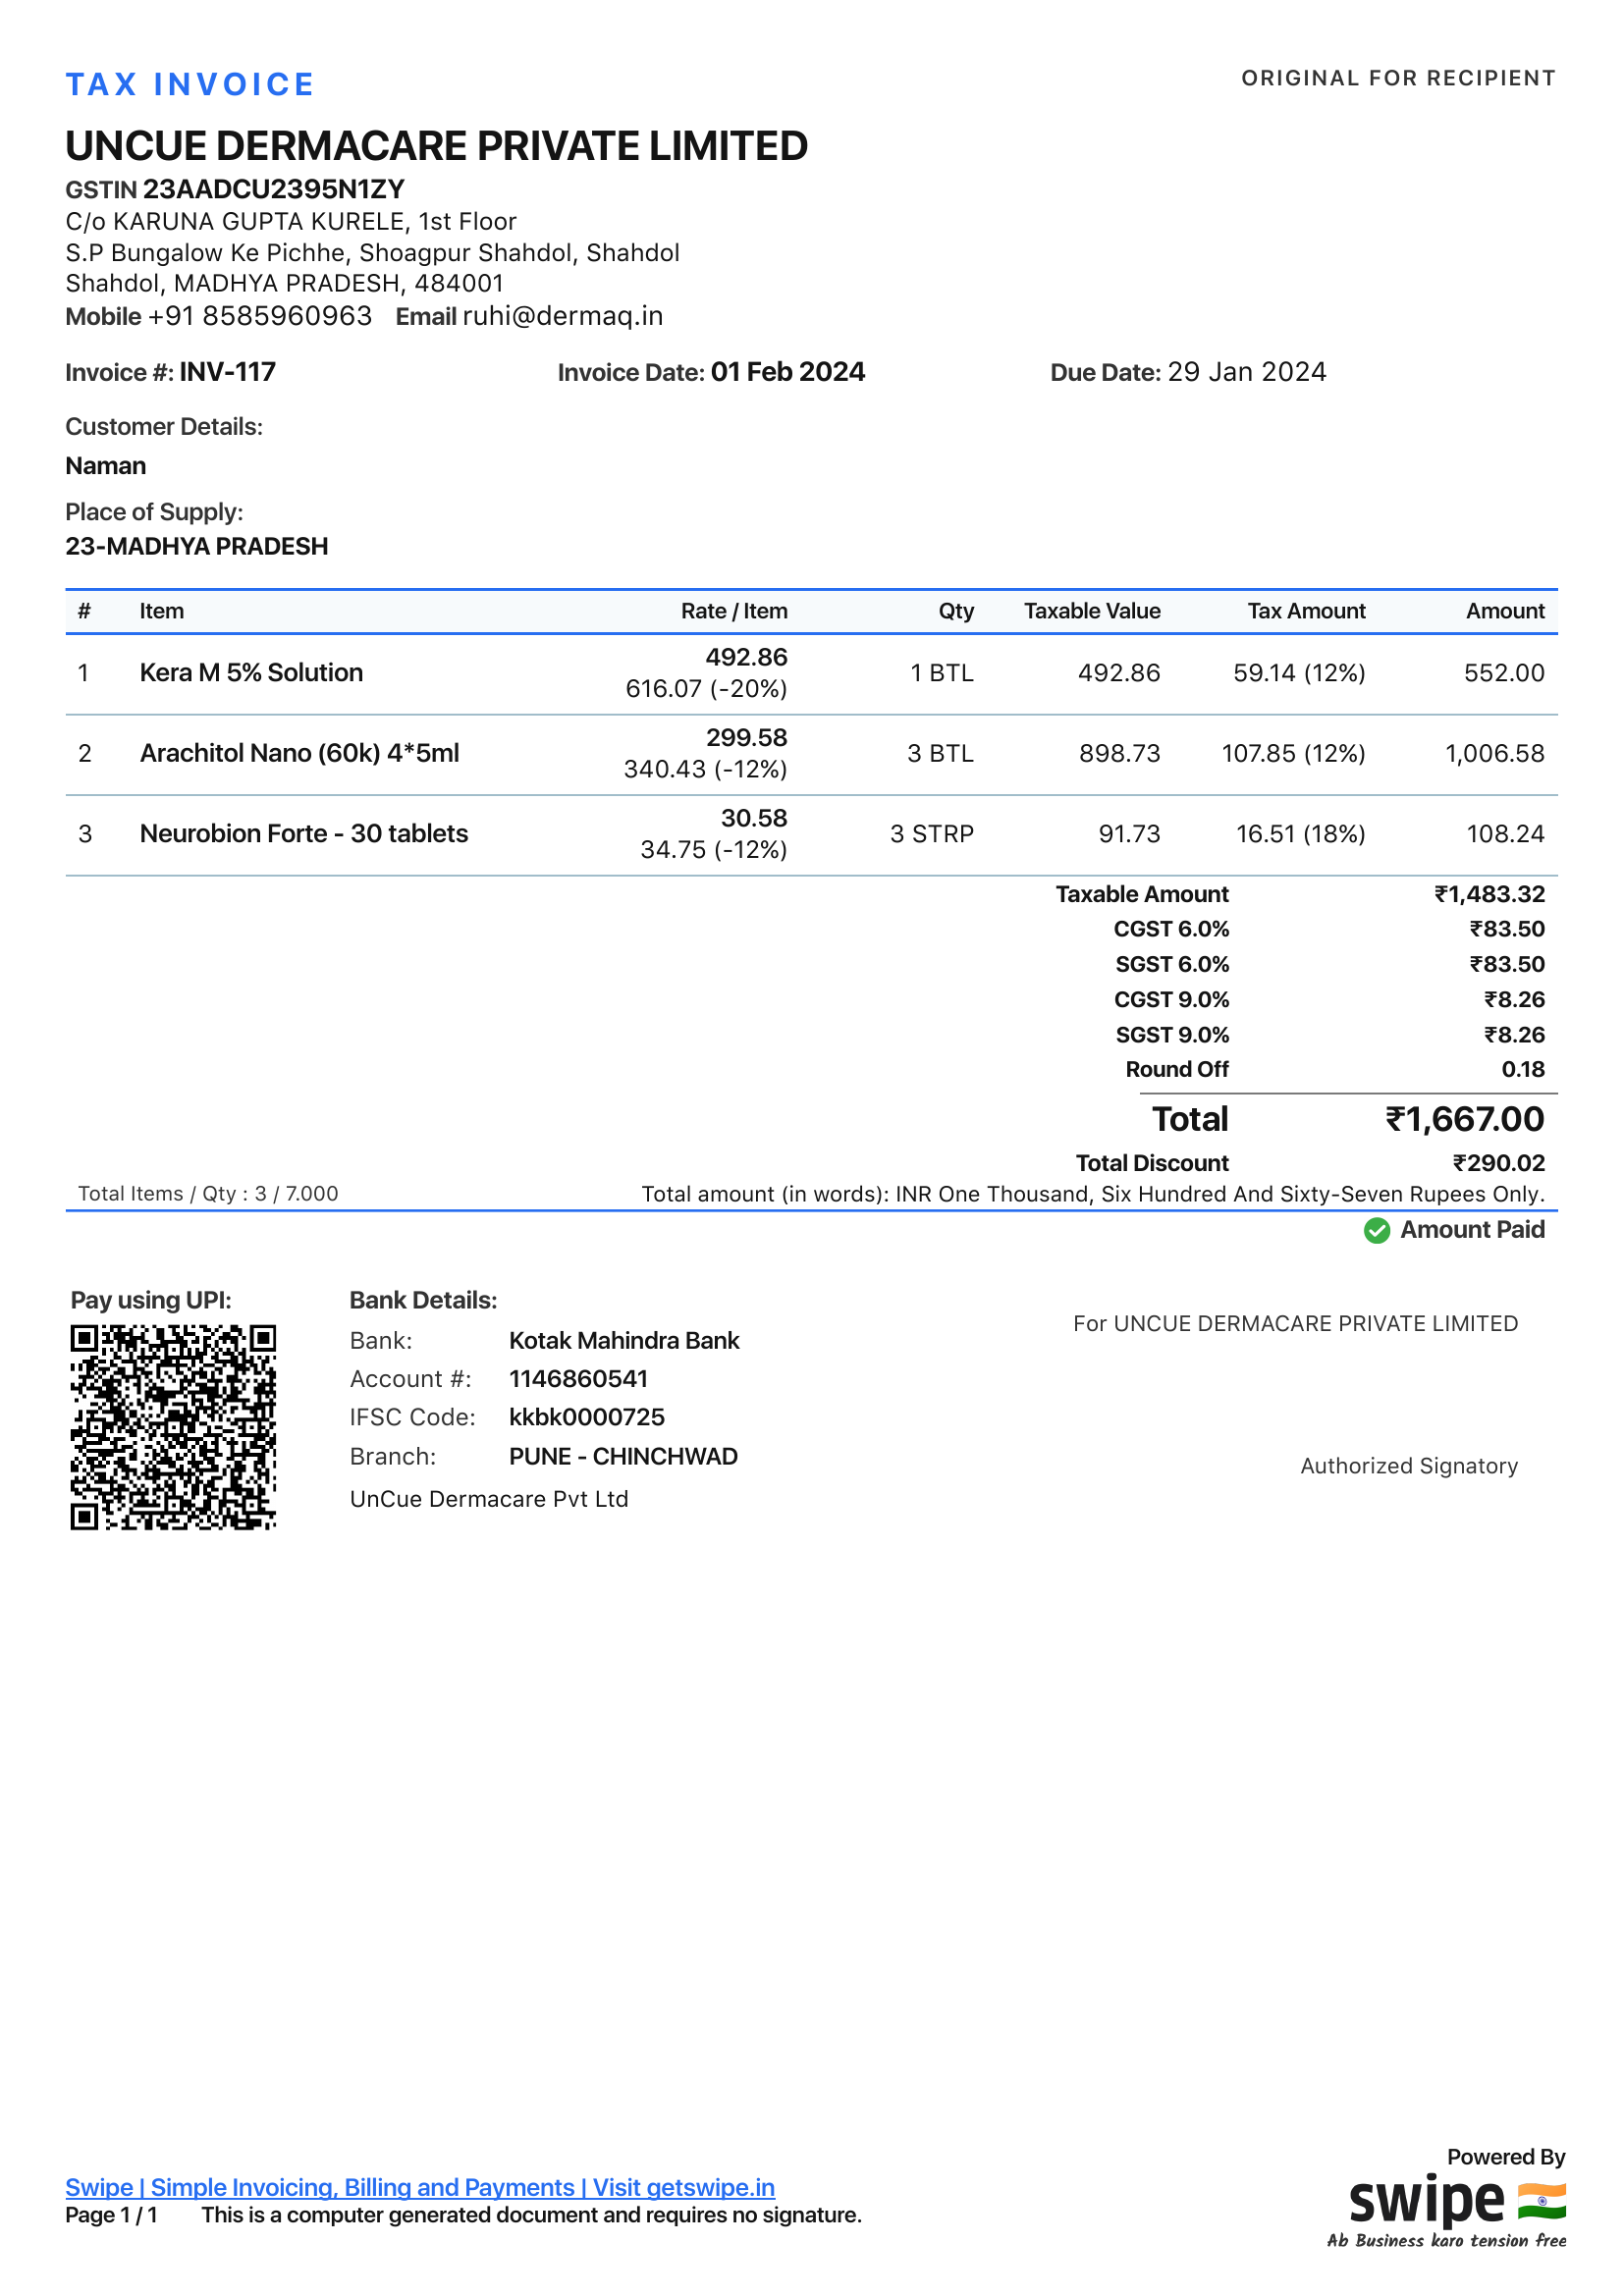 TAX INVOICE
ORIGINAL FOR RECIPIENT
UNCUE DERMACARE PRIVATE LIMITED
GSTIN 23AADCU2395N1ZY
C/o KARUNA GUPTA KURELE, 1st Floor
S.P Bungalow Ke Pichhe, Shoagpur Shahdol, Shahdol
Shahdol, MADHYA PRADESH, 484001
Mobile +91 8585960963 Email ruhi@dermaq.in
Invoice #: INV-117 Invoice Date: 01 Feb 2024 Due Date: 29 Jan 2024
Customer Details:
Naman
Place of Supply:
23-MADHYA PRADESH
# Item Rate / Item Qty Taxable Value Tax Amount Amount
1 Kera M 5% Solution 492.86 1 BTL 492.86 59.14 (12%) 552.00
616.07 (-20%)
2 Arachitol Nano (60k) 4*5ml 299.58 3 BTL 898.73 107.85 (12%) 1,006.58
340.43 (-12%)
3 Neurobion Forte - 30 tablets 30.58 3 STRP 91.73 16.51 (18%) 108.24
34.75 (-12%)
Taxable Amount ₹1,483.32
CGST 6.0% ₹83.50
SGST 6.0% ₹83.50
CGST 9.0% ₹8.26
SGST 9.0% ₹8.26
Round Off 0.18
Total ₹1,667.00
Total Discount ₹290.02
Total Items / Qty : 3 / 7.000 Total amount (in words): INR One Thousand, Six Hundred And Sixty-Seven Rupees Only.
Amount Paid
Pay using UPI:
Bank Details:
Bank: Kotak Mahindra Bank
Account #: 1146860541
IFSC Code: kkbk0000725
Branch: PUNE - CHINCHWAD
UnCue Dermacare Pvt Ltd
For UNCUE DERMACARE PRIVATE LIMITED
Authorized Signatory
Swipe | Simple Invoicing, Billing and Payments | Visit getswipe.in
Page 1 / 1 This is a computer generated document and requires no signature.
Powered By
swipe
Ab Business karo tension free